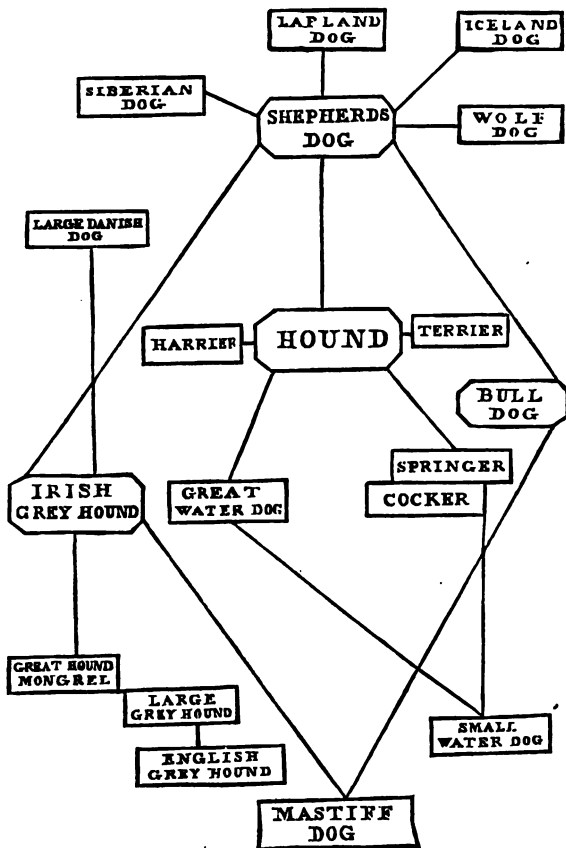 LAPLAND
DOG
ICELAND
DOG
SIBERIAN
DOG
SHEPHERDS
DOG
WOLF
DOG
LARGE DANISH
DOG
HARRIER
HOUND
TERRIER
BULL
DOG
IRISH
GREY HOUND
GREAT
WATER DOG
SPRINGER
COCKER
GREAT HOUND
MONGREL
LARGE
GREY HOUND
ENGLISH
GREY HOUND
SMALL
WATER DOG
MASTIFF
DOG